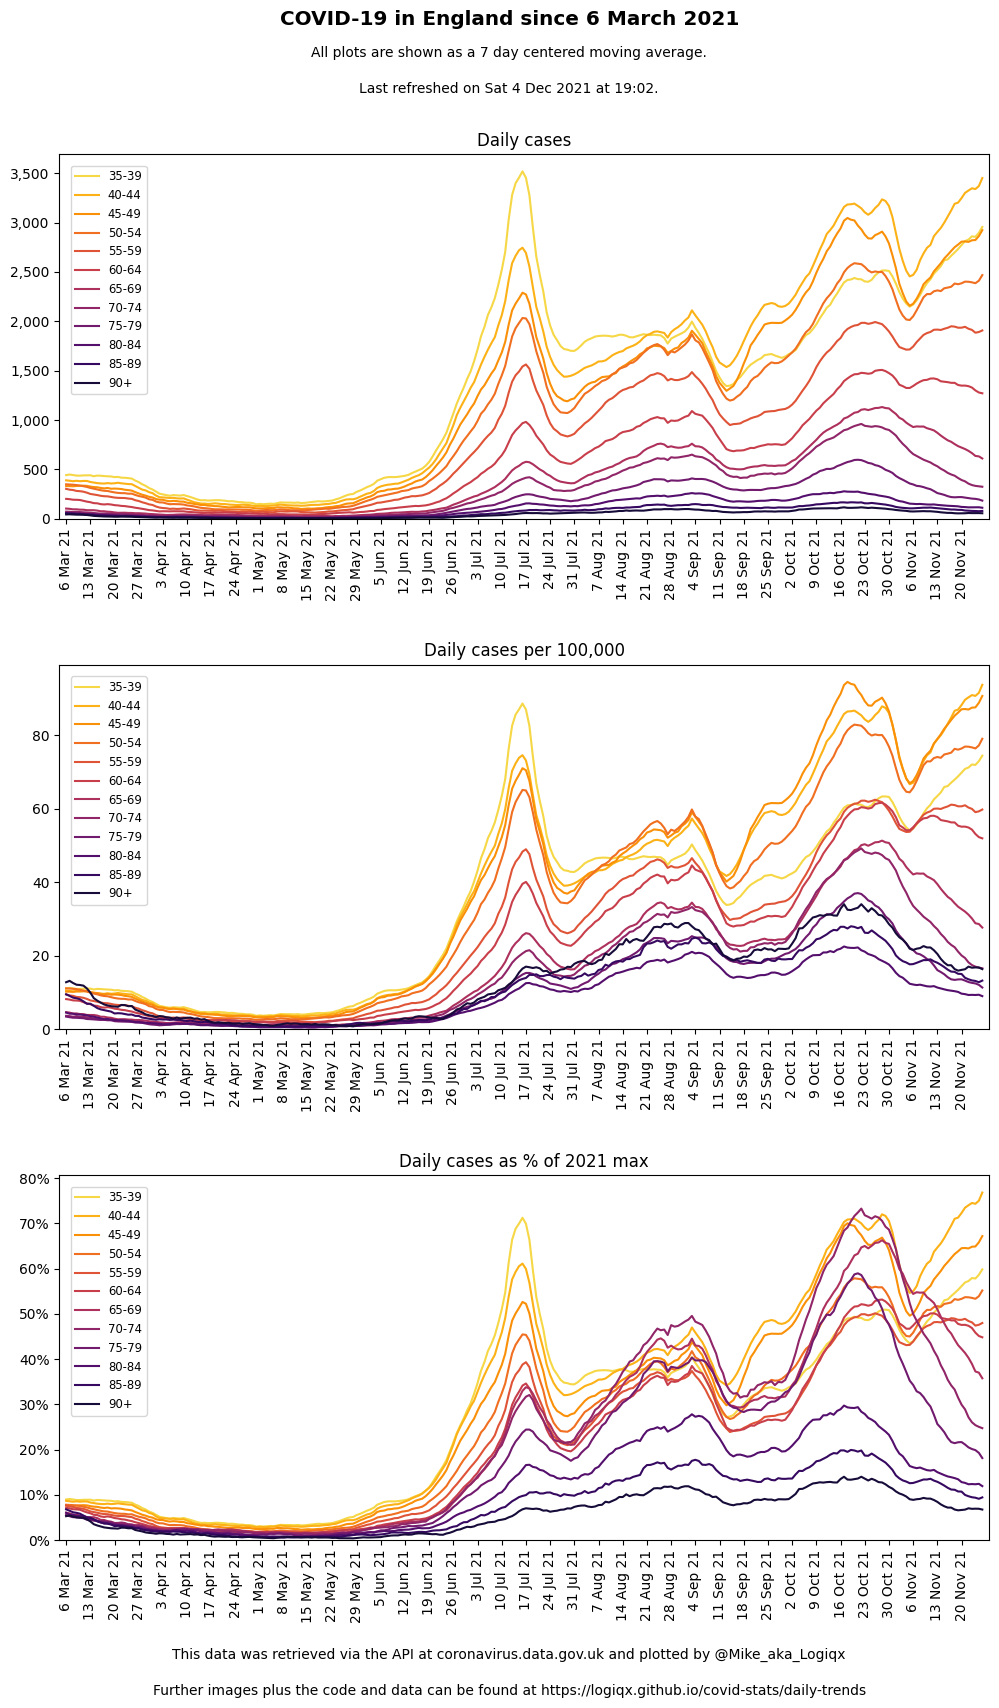 COVID-19 in England since 6 March 2021
All plots are shown as a 7 day centered moving average.
Last refreshed on Sat 4 Dec 2021 at 19:02.
Daily cases
3,500
3,000
2,500
2,000
1,500
1,000
500
0
35-39
40-44
45-49
50-54
55-59
60-64
65-69
70-74
75-79
80-84
85-89
90+
6 Mar 21
13 Mar 21
20 Mar 21
27 Mar 21
3 Apr 21
10 Apr 21
17 Apr 21
24 Apr 21
1 May 21
8 May 21
15 May 21
22 May 21
29 May 21
5 Jun 21
12 Jun 21
19 Jun 21
26 Jun 21
3 Jul 21
10 Jul 21
17 Jul 21
24 Jul 21
31 Jul 21
7 Aug 21
14 Aug 21
21 Aug 21
28 Aug 21
4 Sep 21
11 Sep 21
18 Sep 21
25 Sep 21
2 Oct 21
9 Oct 21
16 Oct 21
23 Oct 21
30 Oct 21
6 Nov 21
13 Nov 21
20 Nov 21
Daily cases per 100,000
80
60
40
20
0
35-39
40-44
45-49
50-54
55-59
60-64
65-69
70-74
75-79
80-84
85-89
90+
6 Mar 21
13 Mar 21
20 Mar 21
27 Mar 21
3 Apr 21
10 Apr 21
17 Apr 21
24 Apr 21
1 May 21
8 May 21
15 May 21
22 May 21
29 May 21
5 Jun 21
12 Jun 21
19 Jun 21
26 Jun 21
3 Jul 21
10 Jul 21
17 Jul 21
24 Jul 21
31 Jul 21
7 Aug 21
14 Aug 21
21 Aug 21
28 Aug 21
4 Sep 21
11 Sep 21
18 Sep 21
25 Sep 21
2 Oct 21
9 Oct 21
16 Oct 21
23 Oct 21
30 Oct 21
6 Nov 21
13 Nov 21
20 Nov 21
Daily cases as % of 2021 max
80%
70%
60%
50%
40%
30%
20%
10%
0%
35-39
40-44
45-49
50-54
55-59
60-64
65-69
70-74
75-79
80-84
85-89
90+
6 Mar 21
13 Mar 21
20 Mar 21
27 Mar 21
3 Apr 21
10 Apr 21
17 Apr 21
24 Apr 21
1 May 21
8 May 21
15 May 21
22 May 21
29 May 21
5 Jun 21
12 Jun 21
19 Jun 21
26 Jun 21
3 Jul 21
10 Jul 21
17 Jul 21
24 Jul 21
31 Jul 21
7 Aug 21
14 Aug 21
21 Aug 21
28 Aug 21
4 Sep 21
11 Sep 21
18 Sep 21
25 Sep 21
2 Oct 21
9 Oct 21
16 Oct 21
23 Oct 21
30 Oct 21
6 Nov 21
13 Nov 21
20 Nov 21
This data was retrieved via the API at coronavirus.data.gov.uk and plotted by @Mike_aka_Logiqx
Further images plus the code and data can be found at https://logiqx.github.io/covid-stats/daily-trends